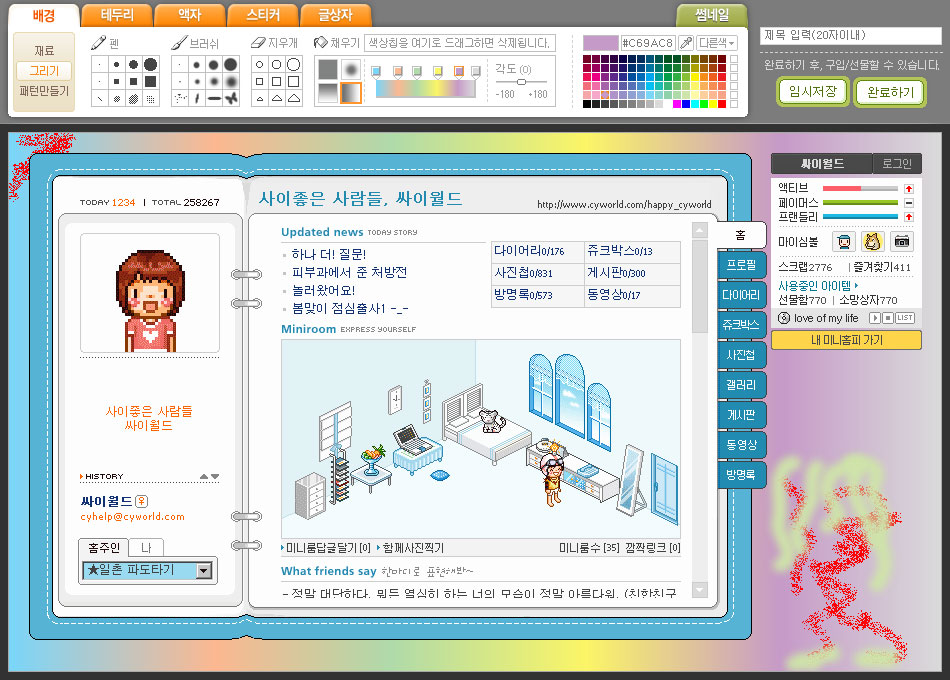 배경 테두리 액자 스티커 글상자 썸네일
재료
그리기
패턴만들기
펜 브러쉬 지우개 채우기 색상칩을 여기로 드래그하면 삭제됩니다.
각도 (0)
-180 +180
#C69AC8 다른색
제목 입력(20자이내)
완료하기 후, 구입/선물할 수 있습니다.
임시저장 완료하기
TODAY 1234 | TOTAL 258267
사이좋은 사람들, 싸이월드
http://www.cyworld.com/happy_cyworld
사이좋은 사람들
싸이월드
HISTORY
싸이월드
cyhelp@cyworld.com
홈주인 나
★일촌 파도타기
Updated news TODAY STORY
하나 더! 질문!
피부과에서 준 처방전
놀러왔어요!
봄맞이 점심출사1 -_-
다이어리0/176 쥬크박스0/13
사진첩0/831 게시판0/300
방명록0/573 동영상0/17
Miniroom EXPRESS YOURSELF
미니룸답글달기[0] 함께사진찍기 미니룸수 [35] 깜짝링크 [0]
What friends say 한마디로 표현해봐~
- 정말 대단하다. 뭐든 열심히 하는 너의 모습이 정말 아름다워. (친한친구
홈
프로필
다이어리
쥬크박스
사진첩
갤러리
게시판
동영상
방명록
싸이월드 로그인
액티브
페이머스
프랜들리
마이심볼
스크랩2776 | 즐겨찾기411
사용중인 아이템
선물함770 | 소망상자770
love of my life LIST
내 미니홈피 가기